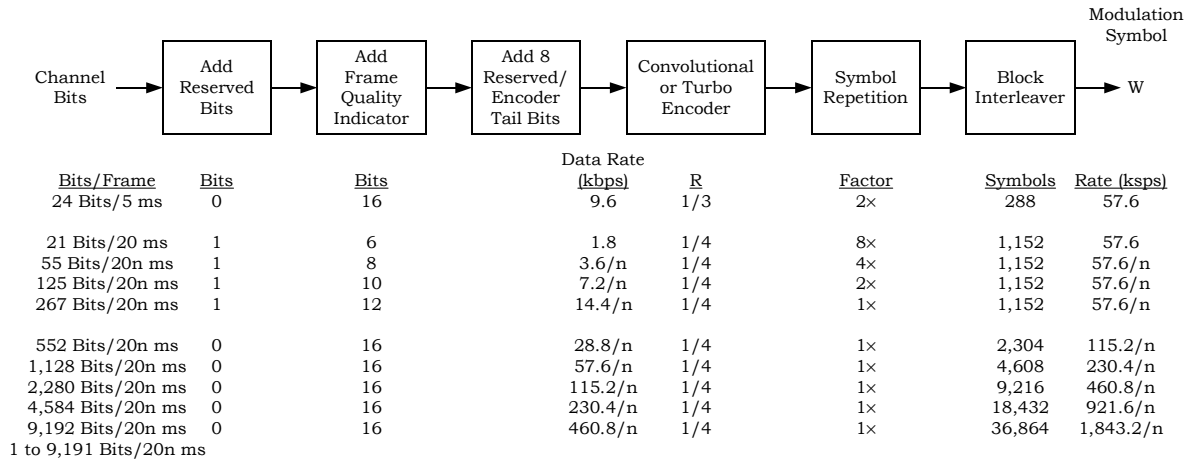 Modulation
Symbol
Channel
Bits
Add
Reserved
Bits
Add
Frame
Quality
Indicator
Add 8
Reserved/
Encoder
Tail Bits
Convolutional
or Turbo
Encoder
Symbol
Repetition
Block
Interleaver
W
Data Rate
Bits/Frame Bits Bits (kbps) R Factor Symbols Rate (ksps)
24 Bits/5 ms 0 16 9.6 1/3 2× 288 57.6
21 Bits/20 ms 1 6 1.8 1/4 8× 1,152 57.6
55 Bits/20n ms 1 8 3.6/n 1/4 4× 1,152 57.6/n
125 Bits/20n ms 1 10 7.2/n 1/4 2× 1,152 57.6/n
267 Bits/20n ms 1 12 14.4/n 1/4 1× 1,152 57.6/n
552 Bits/20n ms 0 16 28.8/n 1/4 1× 2,304 115.2/n
1,128 Bits/20n ms 0 16 57.6/n 1/4 1× 4,608 230.4/n
2,280 Bits/20n ms 0 16 115.2/n 1/4 1× 9,216 460.8/n
4,584 Bits/20n ms 0 16 230.4/n 1/4 1× 18,432 921.6/n
9,192 Bits/20n ms 0 16 460.8/n 1/4 1× 36,864 1,843.2/n
1 to 9,191 Bits/20n ms